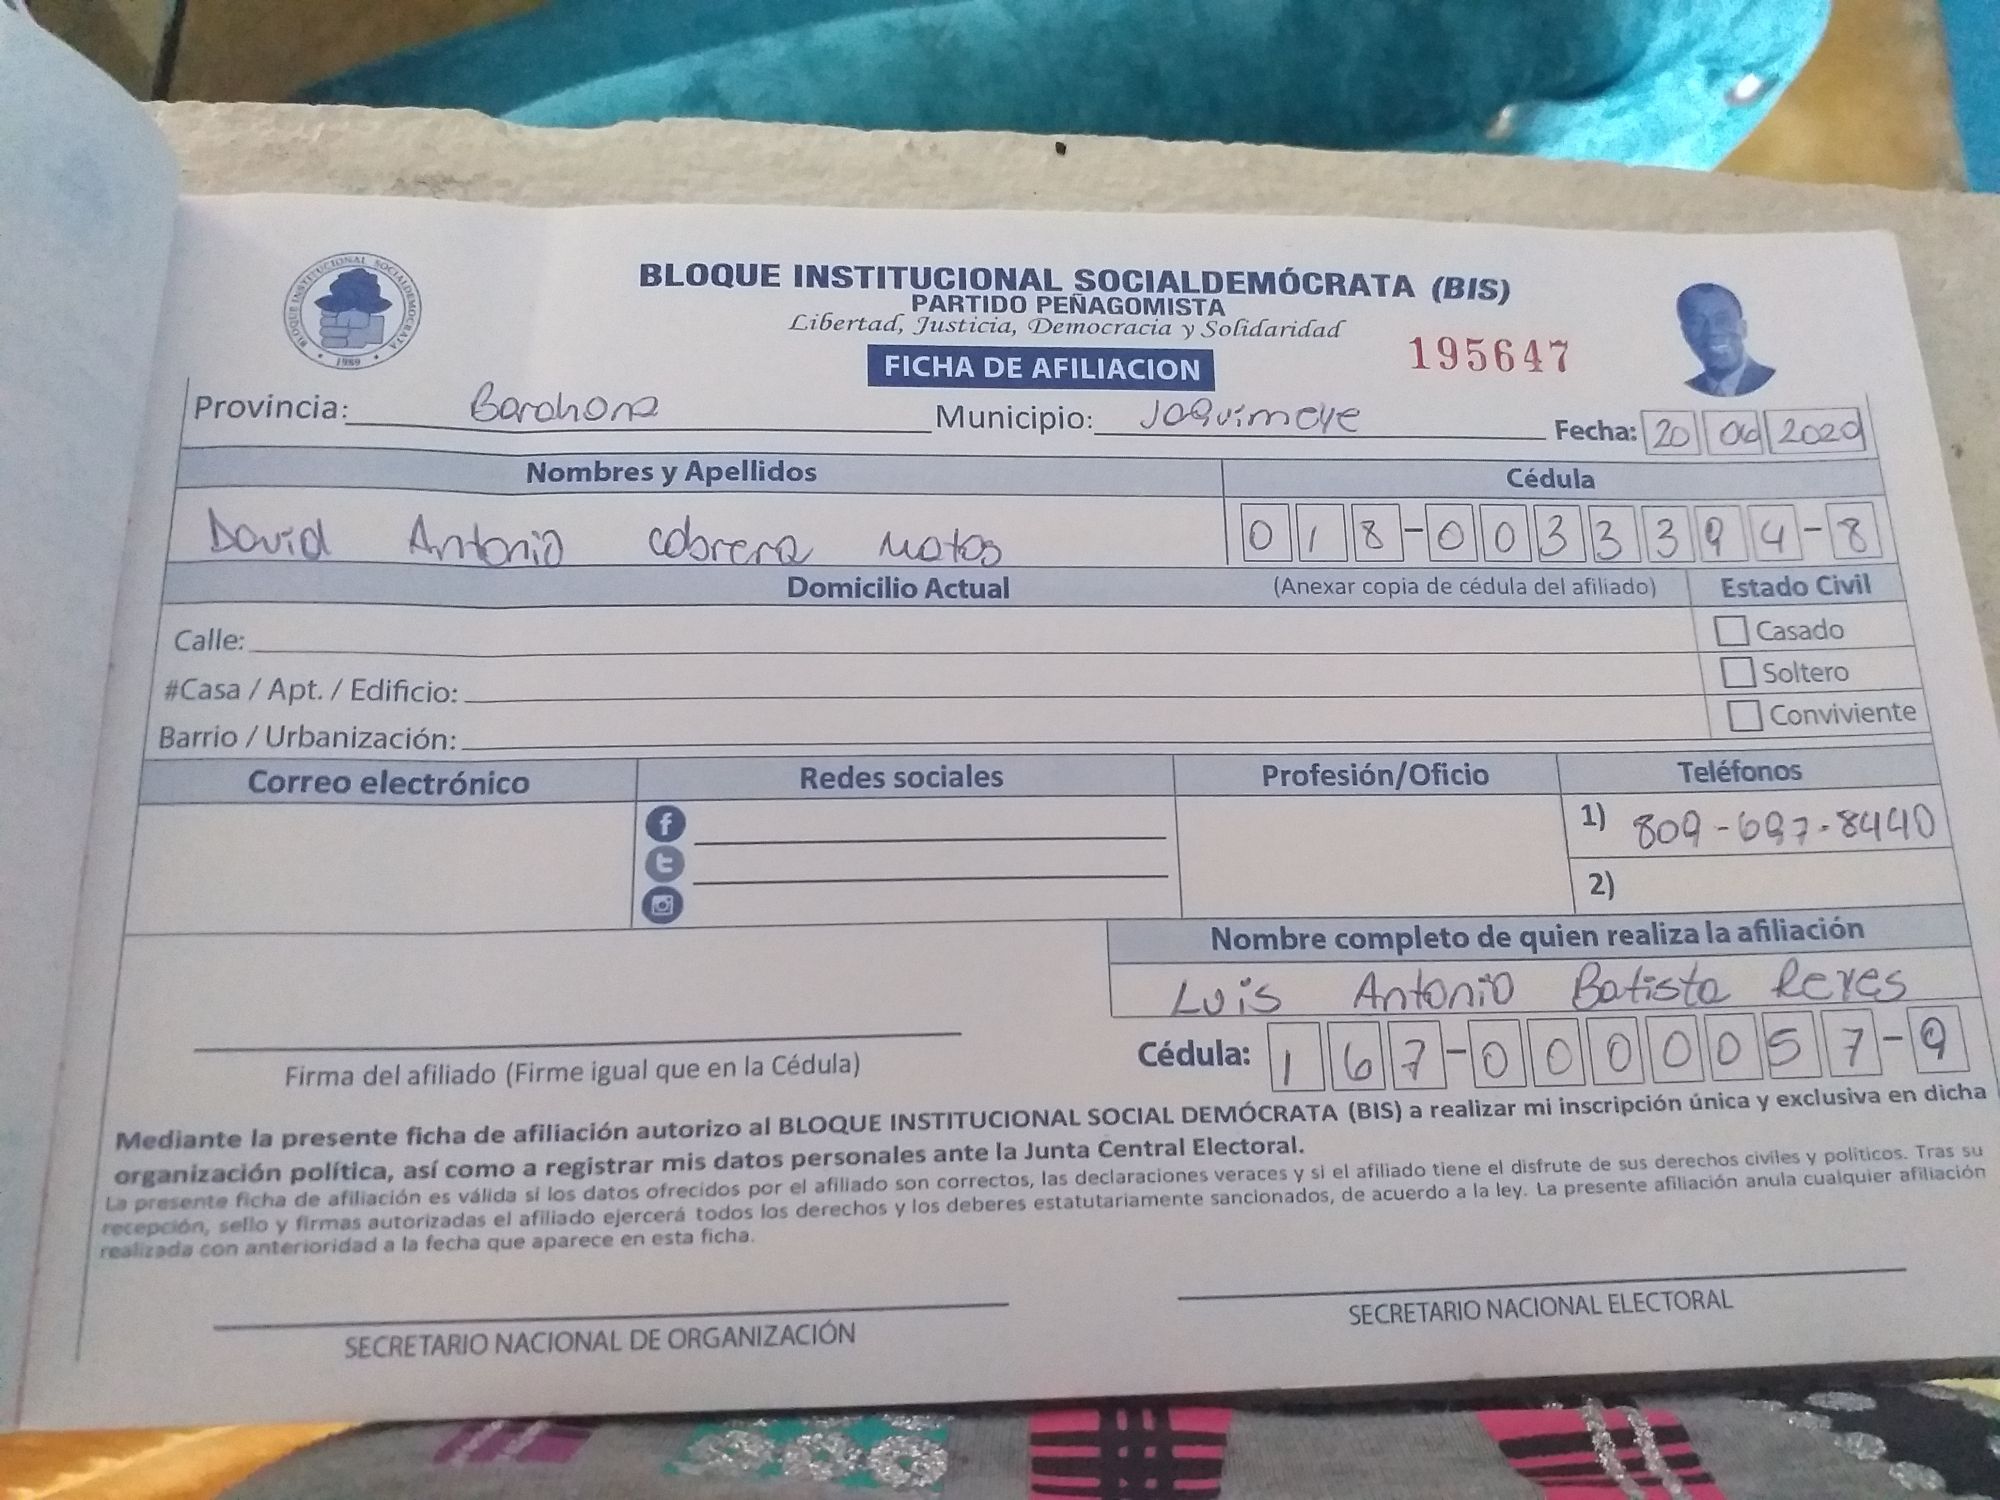 BLOQUE INSTITUCIONAL SOCIALDEMOCRATA
1989
BLOQUE INSTITUCIONAL SOCIALDEMÓCRATA (BIS)
PARTIDO PEÑAGOMISTA
Libertad, Justicia, Democracia y Solidaridad
195647
FICHA DE AFILIACION
Provincia: Barahona Municipio: Jaquimeye Fecha: 20 06 2020
Nombres y Apellidos Cédula
David Antonio Cabrera Matos 018-0033394-8
Domicilio Actual (Anexar copia de cédula del afiliado) Estado Civil
Calle: Casado
#Casa / Apt. / Edificio: Soltero
Barrio / Urbanización: Conviviente
Correo electrónico Redes sociales Profesión/Oficio Teléfonos
1) 809-697-8440
2)
Nombre completo de quien realiza la afiliación
Luis Antonio Batista Reyes
Cédula: 167-0000057-9
Firma del afiliado (Firme igual que en la Cédula)
Mediante la presente ficha de afiliación autorizo al BLOQUE INSTITUCIONAL SOCIAL DEMÓCRATA (BIS) a realizar mi inscripción única y exclusiva en dicha
organización política, así como a registrar mis datos personales ante la Junta Central Electoral.
La presente ficha de afiliación es válida si los datos ofrecidos por el afiliado son correctos, las declaraciones veraces y si el afiliado tiene el disfrute de sus derechos civiles y políticos. Tras su
recepción, sello y firmas autorizadas el afiliado ejercerá todos los derechos y los deberes estatutariamente sancionados, de acuerdo a la ley. La presente afiliación anula cualquier afiliación
realizada con anterioridad a la fecha que aparece en esta ficha.
SECRETARIO NACIONAL DE ORGANIZACIÓN SECRETARIO NACIONAL ELECTORAL